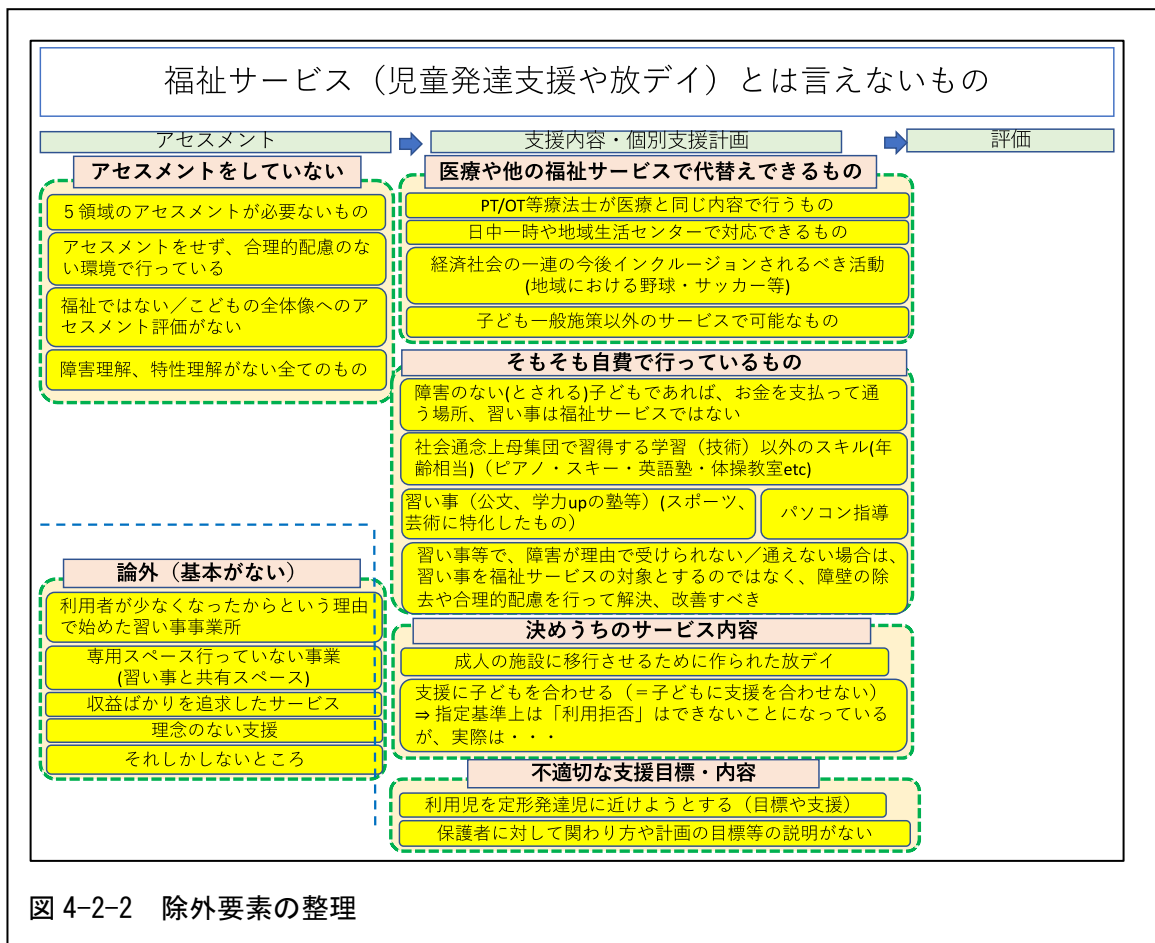 福祉サービス（児童発達支援や放デイ）とは言えないもの
アセスメント
支援内容・個別支援計画
評価
アセスメントをしていない
５領域のアセスメントが必要ないもの
アセスメントをせず、合理的配慮のな
い環境で行っている
福祉ではない／こどもの全体像へのア
セスメント評価がない
障害理解、特性理解がない全てのもの
論外（基本がない）
利用者が少なくなったからという理由
で始めた習い事事業所
専用スペース行っていない事業
(習い事と共有スペース)
収益ばかりを追求したサービス
理念のない支援
それしかしないところ
医療や他の福祉サービスで代替えできるもの
PT/OT等療法士が医療と同じ内容で行うもの
日中一時や地域生活センターで対応できるもの
経済社会の一連の今後インクルージョンされるべき活動
(地域における野球・サッカー等)
子ども一般施策以外のサービスで可能なもの
そもそも自費で行っているもの
障害のない(とされる)子どもであれば、お金を支払って通
う場所、習い事は福祉サービスではない
社会通念上母集団で習得する学習（技術）以外のスキル(年
齢相当)（ピアノ・スキー・英語塾・体操教室etc)
習い事（公文、学力upの塾等）(スポーツ、
芸術に特化したもの）
パソコン指導
習い事等で、障害が理由で受けられない／通えない場合は、
習い事を福祉サービスの対象とするのではなく、障壁の除
去や合理的配慮を行って解決、改善すべき
決めうちのサービス内容
成人の施設に移行させるために作られた放デイ
支援に子どもを合わせる（＝子どもに支援を合わせない）
⇒ 指定基準上は「利用拒否」はできないことになっている
が、実際は・・・
不適切な支援目標・内容
利用児を定形発達児に近けようとする（目標や支援）
保護者に対して関わり方や計画の目標等の説明がない
図 4-2-2　除外要素の整理